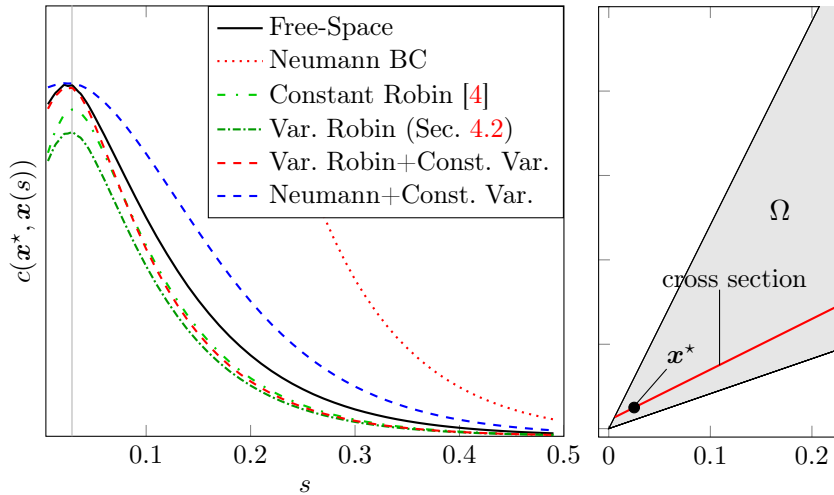 Free-Space
Neumann BC
Constant Robin [4]
Var. Robin (Sec. 4.2)
Var. Robin+Const. Var.
Neumann+Const. Var.
c(x⋆, x(s))
0.1 0.2 0.3 0.4 0.5
s
Ω
cross section
x⋆
0 0.1 0.2